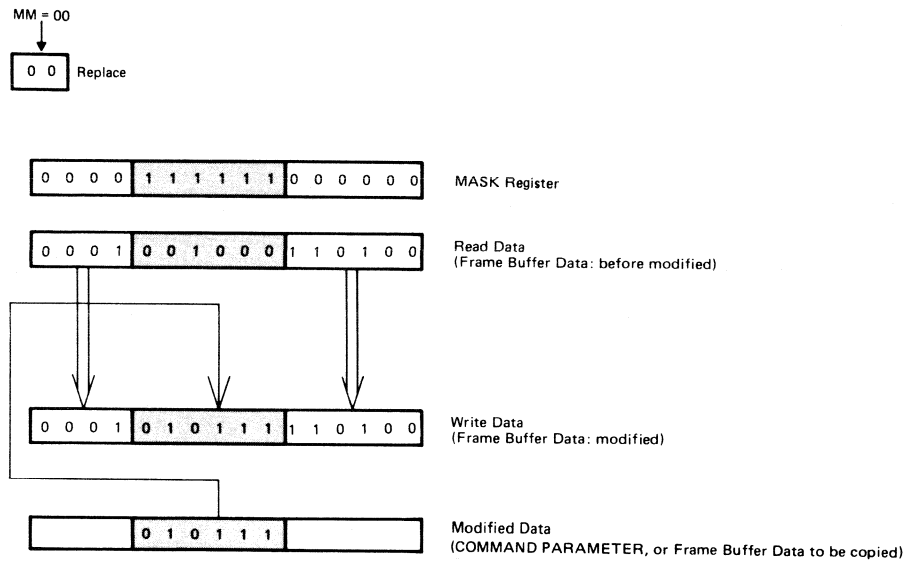 MM = 00
0 0 Replace
0 0 0 0 1 1 1 1 1 1 0 0 0 0 0 0 MASK Register
0 0 0 1 0 0 1 0 0 0 1 1 0 1 0 0 Read Data
(Frame Buffer Data: before modified)
0 0 0 1 0 1 0 1 1 1 1 1 0 1 0 0 Write Data
(Frame Buffer Data: modified)
0 1 0 1 1 1 Modified Data
(COMMAND PARAMETER, or Frame Buffer Data to be copied)